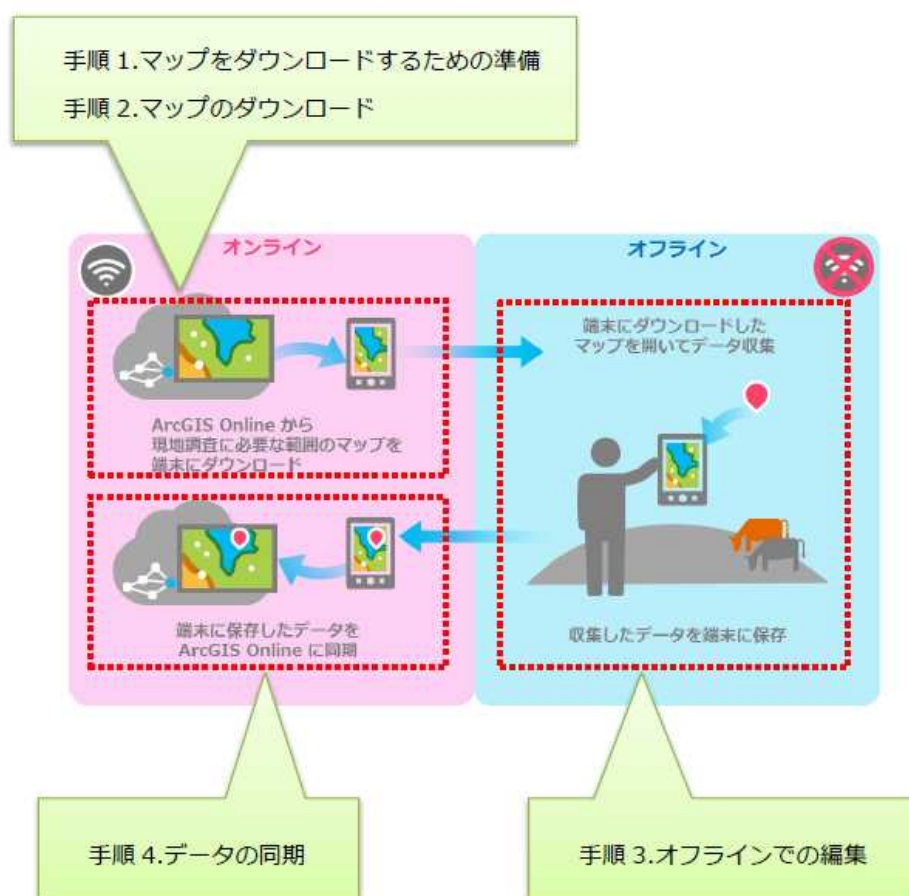 手順 1.マップをダウンロードするための準備
手順 2.マップのダウンロード
オンライン
オフライン
ArcGIS Online から
現地調査に必要な範囲のマップを
端末にダウンロード
端末にダウンロードした
マップを開いてデータ収集
端末に保存したデータを
ArcGIS Online に同期
収集したデータを端末に保存
手順 4.データの同期
手順 3.オフラインでの編集